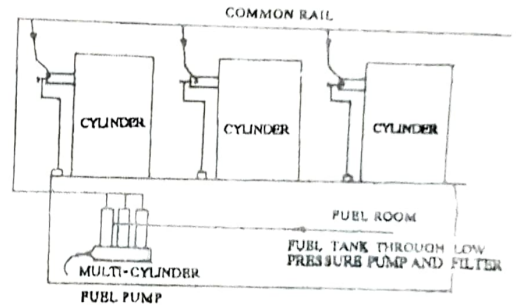 COMMON RAIL
CYLINDER
CYLINDER
CYLINDER
FUEL ROOM
FUEL TANK THROUGH LOW
PRESSURE PUMP AND FILTER
MULTI-CYLINDER
FUEL PUMP